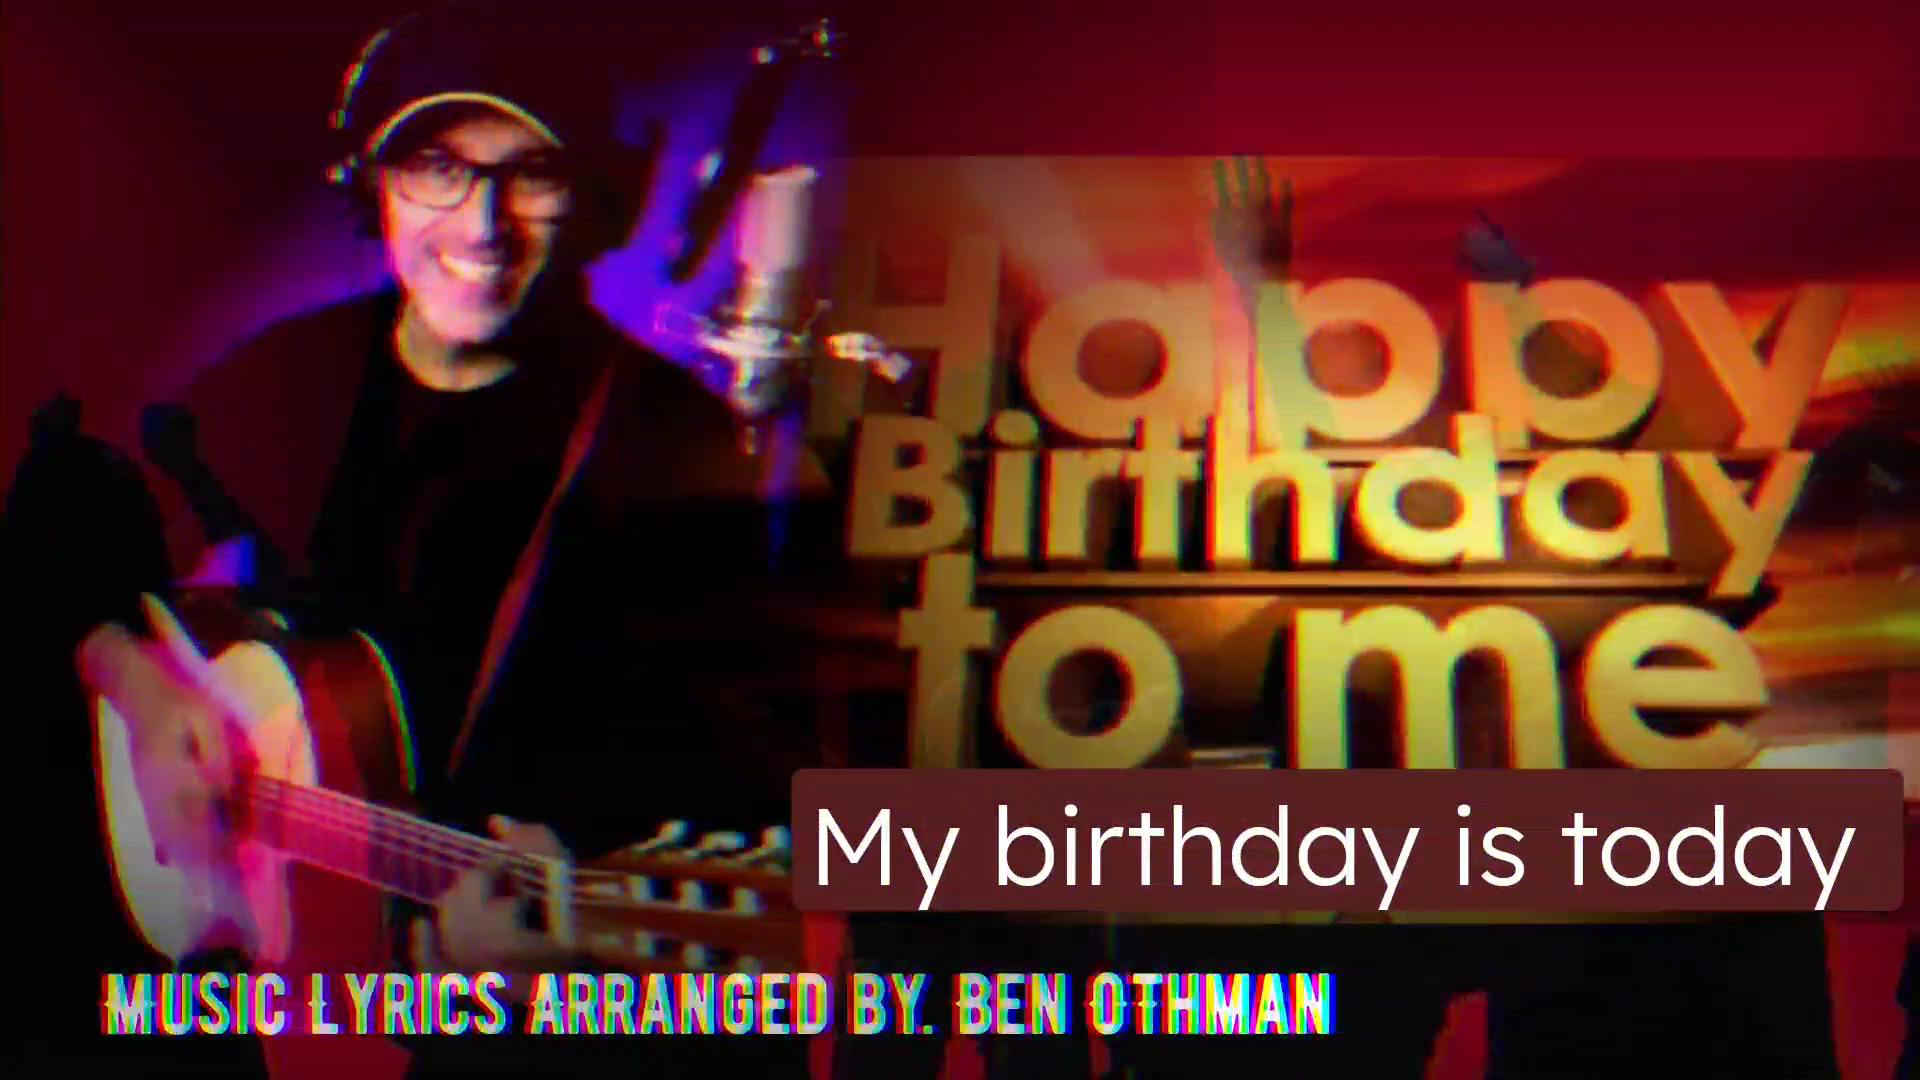 Happy
Birthday
to me
My birthday is today
MUSIC LYRICS ARRANGED BY. BEN OTHMAN